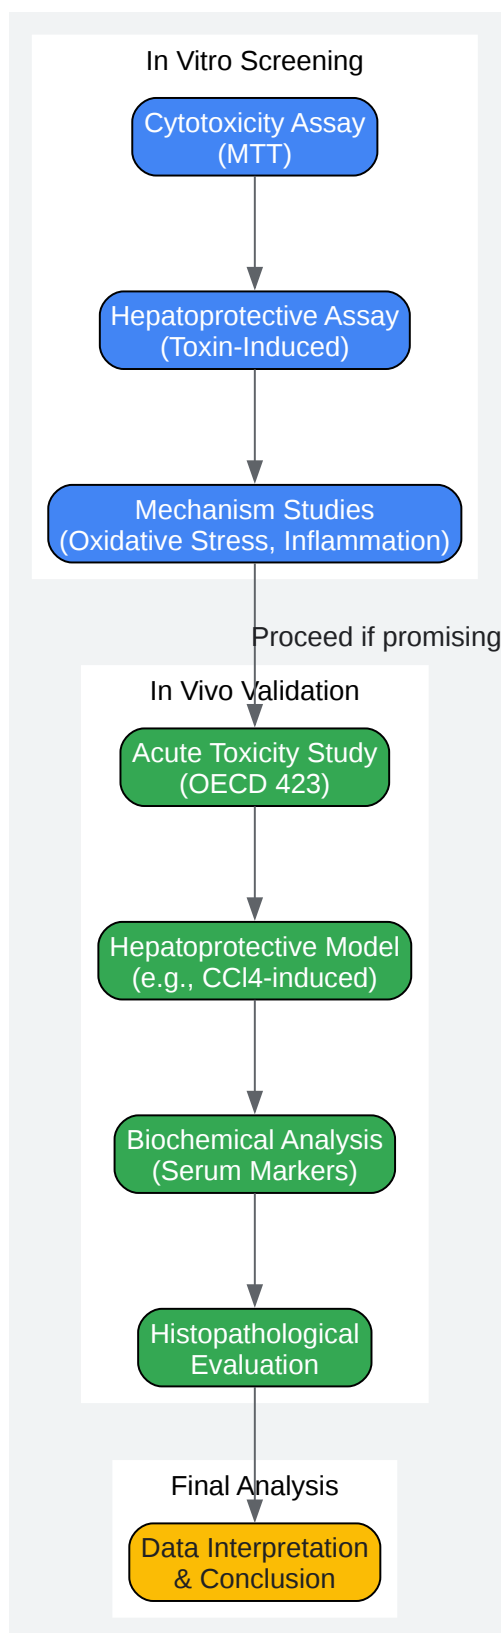 In Vitro Screening
Cytotoxicity Assay
(MTT)
Hepatoprotective Assay
(Toxin-Induced)
Mechanism Studies
(Oxidative Stress, Inflammation)
Proceed if promising
In Vivo Validation
Acute Toxicity Study
(OECD 423)
Hepatoprotective Model
(e.g., CCl4-induced)
Biochemical Analysis
(Serum Markers)
Histopathological
Evaluation
Final Analysis
Data Interpretation
& Conclusion